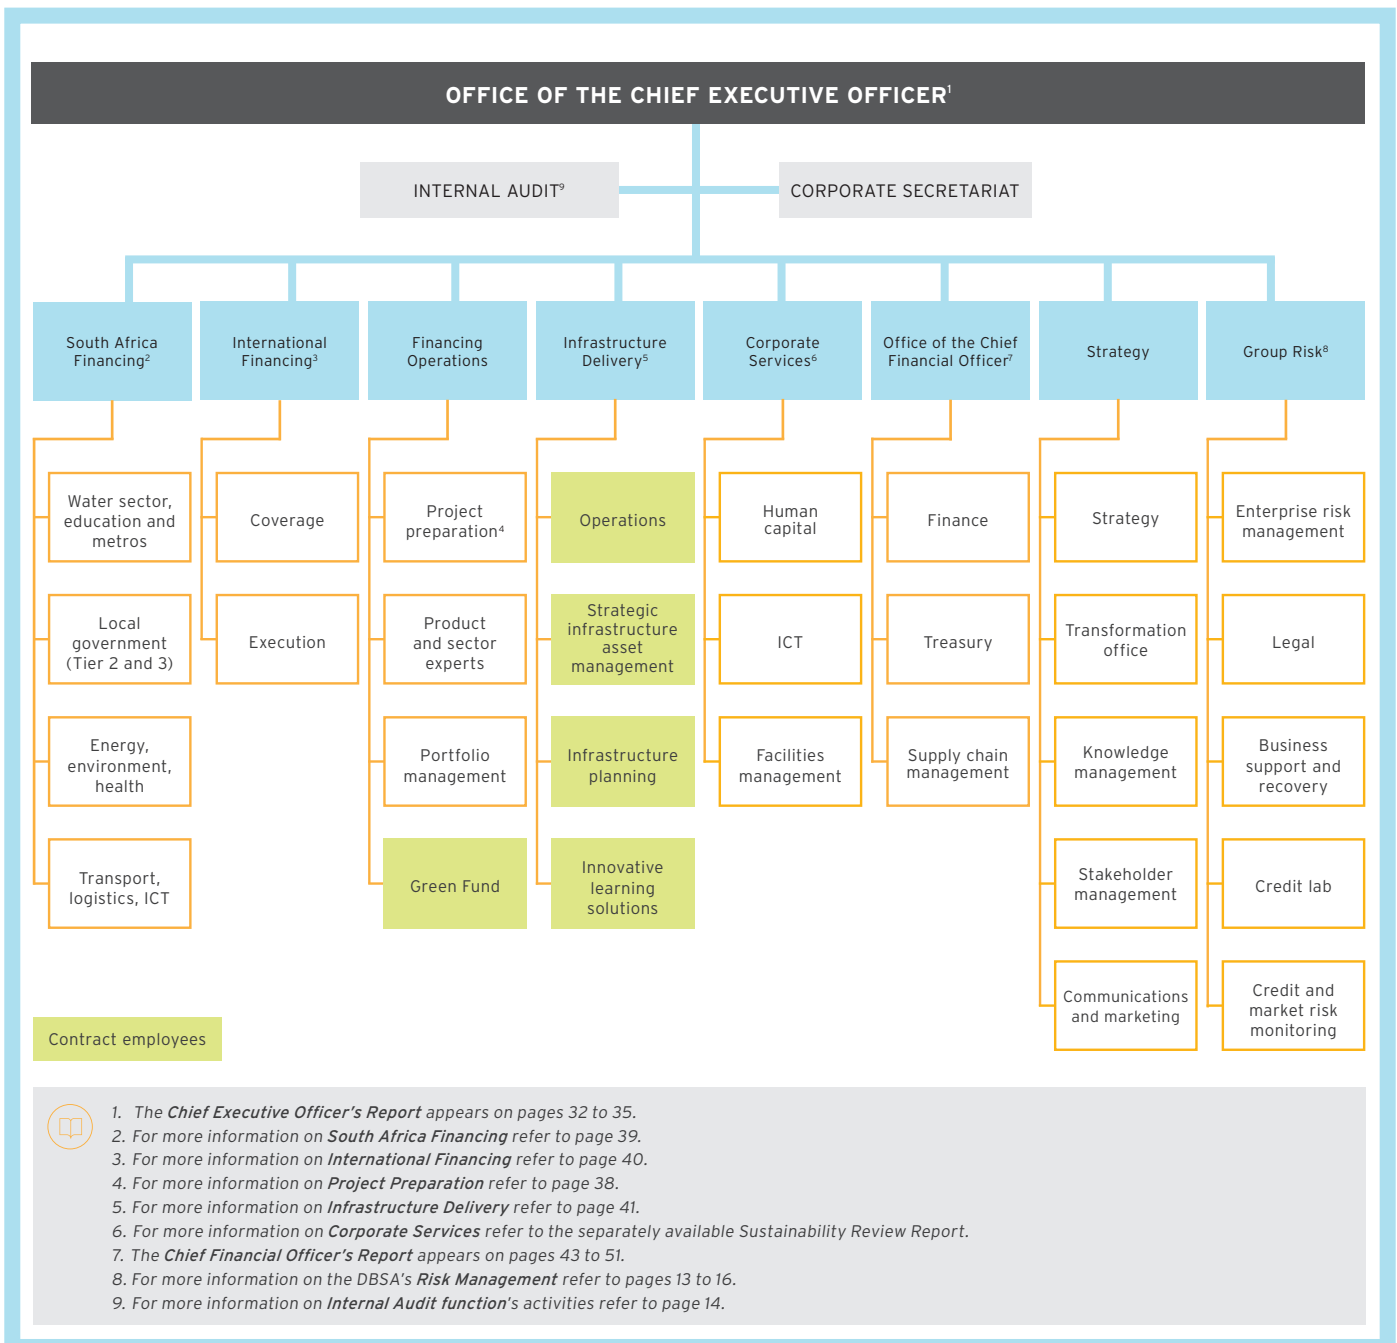 OFFICE OF THE CHIEF EXECUTIVE OFFICER¹
INTERNAL AUDIT⁹
CORPORATE SECRETARIAT
South Africa
Financing²
International
Financing³
Financing
Operations
Infrastructure
Delivery⁵
Corporate
Services⁶
Office of the Chief
Financial Officer⁷
Strategy
Group Risk⁸
Water sector,
education and
metros
Local
government
(Tier 2 and 3)
Energy,
environment,
health
Transport,
logistics, ICT
Coverage
Execution
Project
preparation⁴
Product
and sector
experts
Portfolio
management
Green Fund
Operations
Strategic
infrastructure
asset
management
Infrastructure
planning
Innovative
learning
solutions
Human
capital
ICT
Facilities
management
Finance
Treasury
Supply chain
management
Strategy
Transformation
office
Knowledge
management
Stakeholder
management
Communications
and marketing
Enterprise risk
management
Legal
Business
support and
recovery
Credit lab
Credit and
market risk
monitoring
Contract employees
1. The Chief Executive Officer's Report appears on pages 32 to 35.
2. For more information on South Africa Financing refer to page 39.
3. For more information on International Financing refer to page 40.
4. For more information on Project Preparation refer to page 38.
5. For more information on Infrastructure Delivery refer to page 41.
6. For more information on Corporate Services refer to the separately available Sustainability Review Report.
7. The Chief Financial Officer's Report appears on pages 43 to 51.
8. For more information on the DBSA's Risk Management refer to pages 13 to 16.
9. For more information on Internal Audit function's activities refer to page 14.